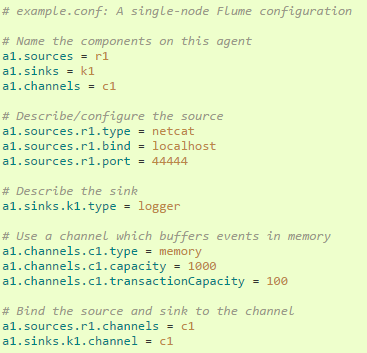 # example.conf: A single-node Flume configuration
# Name the components on this agent
a1.sources = r1
a1.sinks = k1
a1.channels = c1
# Describe/configure the source
a1.sources.r1.type = netcat
a1.sources.r1.bind = localhost
a1.sources.r1.port = 44444
# Describe the sink
a1.sinks.k1.type = logger
# Use a channel which buffers events in memory
a1.channels.c1.type = memory
a1.channels.c1.capacity = 1000
a1.channels.c1.transactionCapacity = 100
# Bind the source and sink to the channel
a1.sources.r1.channels = c1
a1.sinks.k1.channel = c1